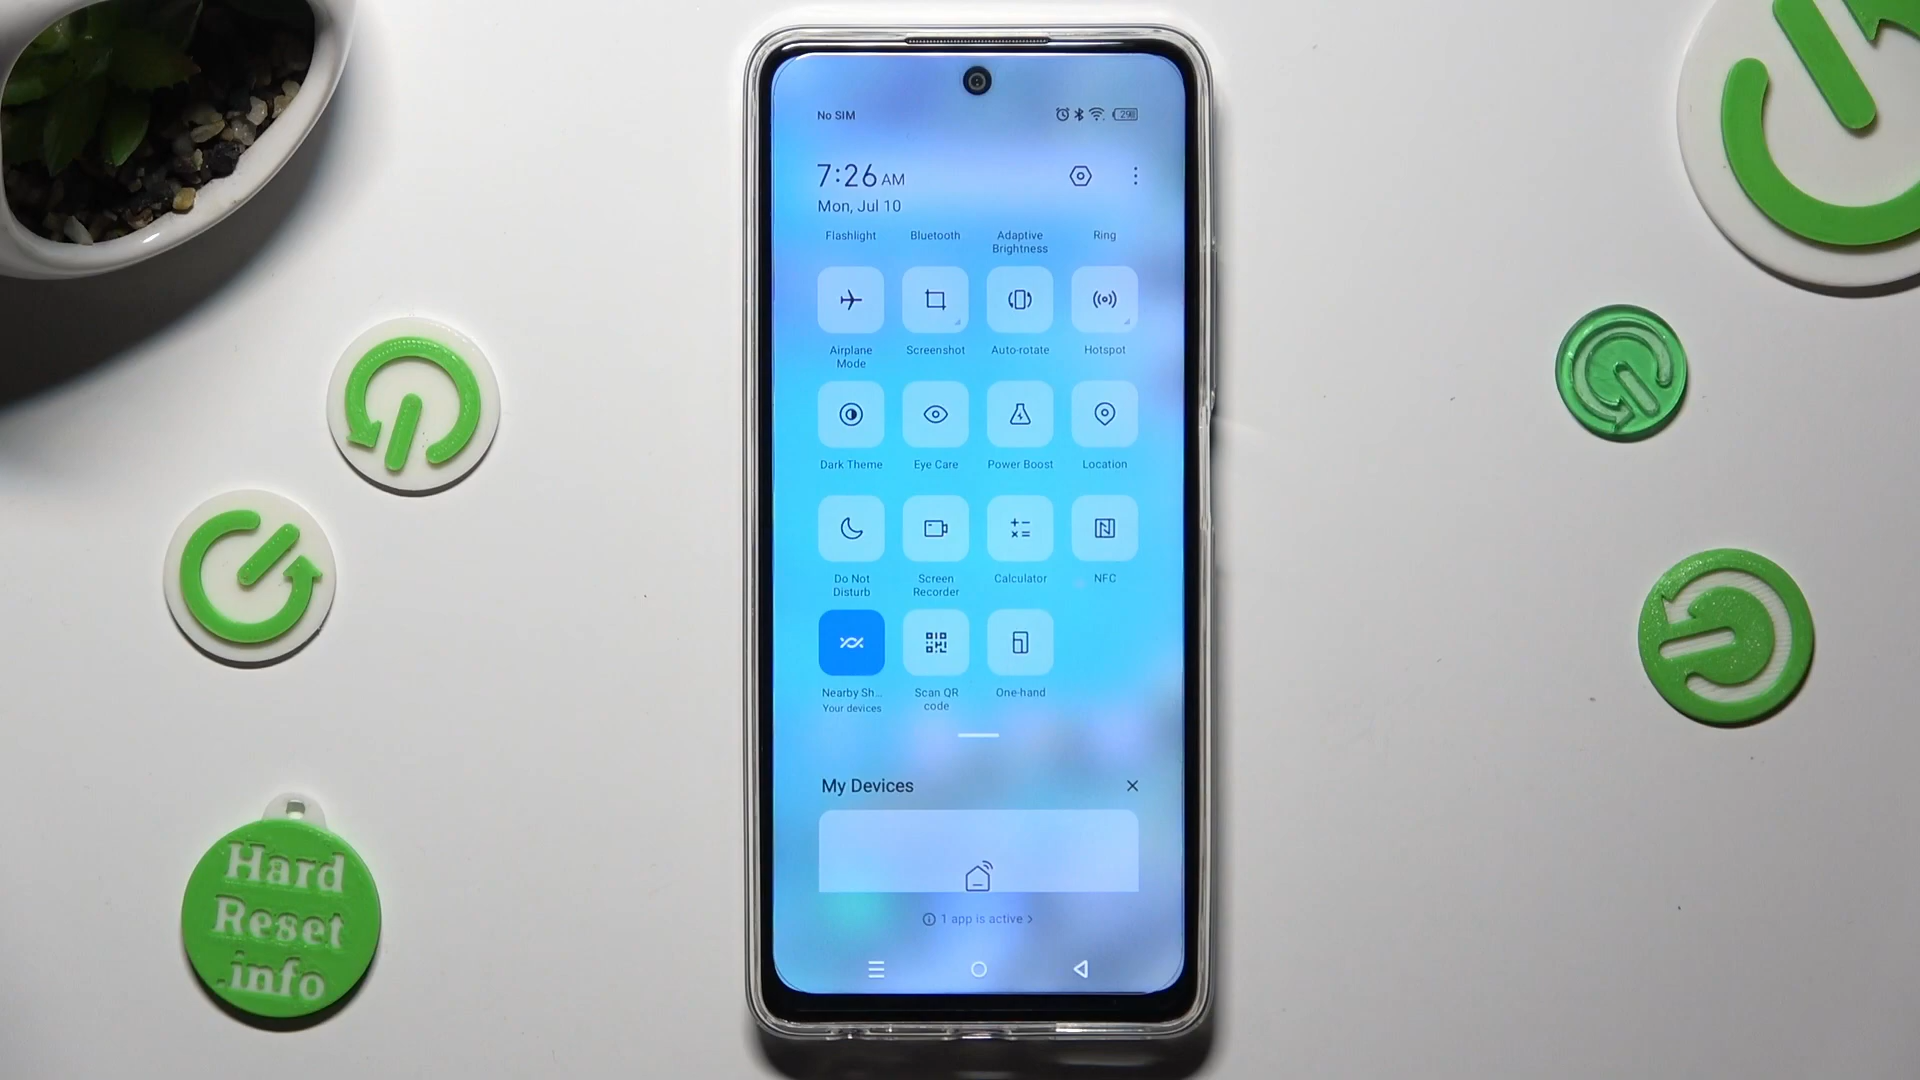 No SIM
7:26 AM
Mon, Jul 10
Flashlight Bluetooth Adaptive Brightness Ring
Airplane Mode Screenshot Auto-rotate Hotspot
Dark Theme Eye Care Power Boost Location
Do Not Disturb Screen Recorder Calculator NFC
Nearby Sh... Scan QR code One-hand
Your devices
My Devices
1 app is active >
Hard
Reset
.info